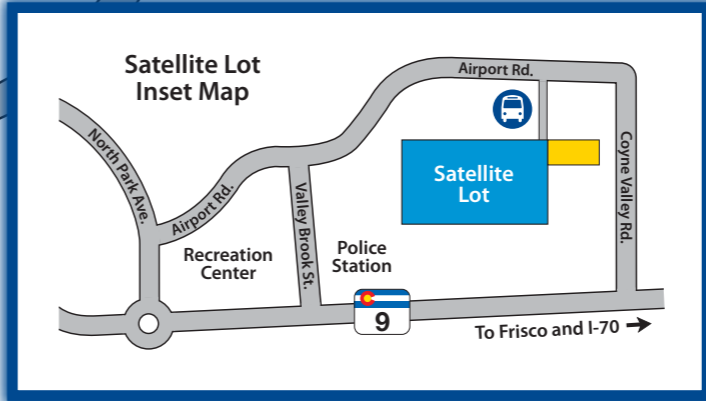 Satellite Lot
Inset Map
Airport Rd.
North Park Ave.
Airport Rd.
Valley Brook St.
Coyne Valley Rd.
Satellite
Lot
Recreation
Center
Police
Station
9
To Frisco and I-70